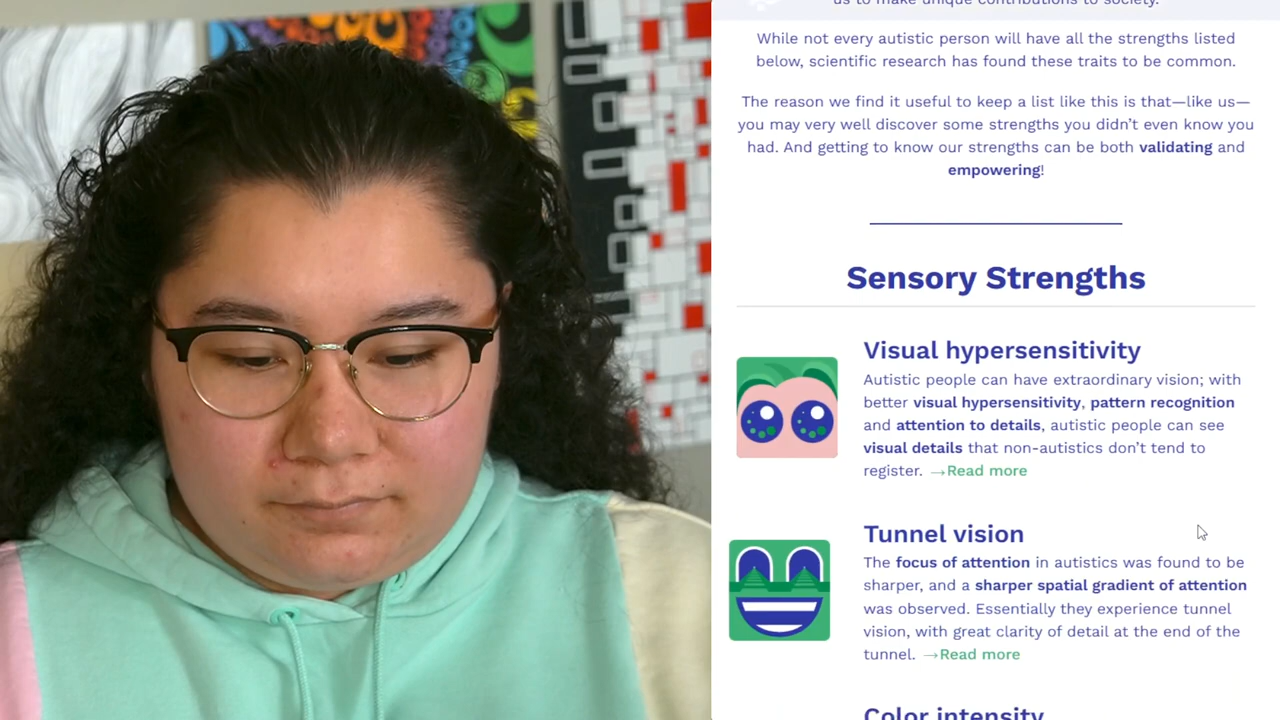 us to make unique contributions to society.
While not every autistic person will have all the strengths listed
below, scientific research has found these traits to be common.
The reason we find it useful to keep a list like this is that—like us—
you may very well discover some strengths you didn’t even know you
had. And getting to know our strengths can be both validating and
empowering!
Sensory Strengths
Visual hypersensitivity
Autistic people can have extraordinary vision; with
better visual hypersensitivity, pattern recognition
and attention to details, autistic people can see
visual details that non-autistics don’t tend to
register. →Read more
Tunnel vision
The focus of attention in autistics was found to be
sharper, and a sharper spatial gradient of attention
was observed. Essentially they experience tunnel
vision, with great clarity of detail at the end of the
tunnel. →Read more
Color intensity